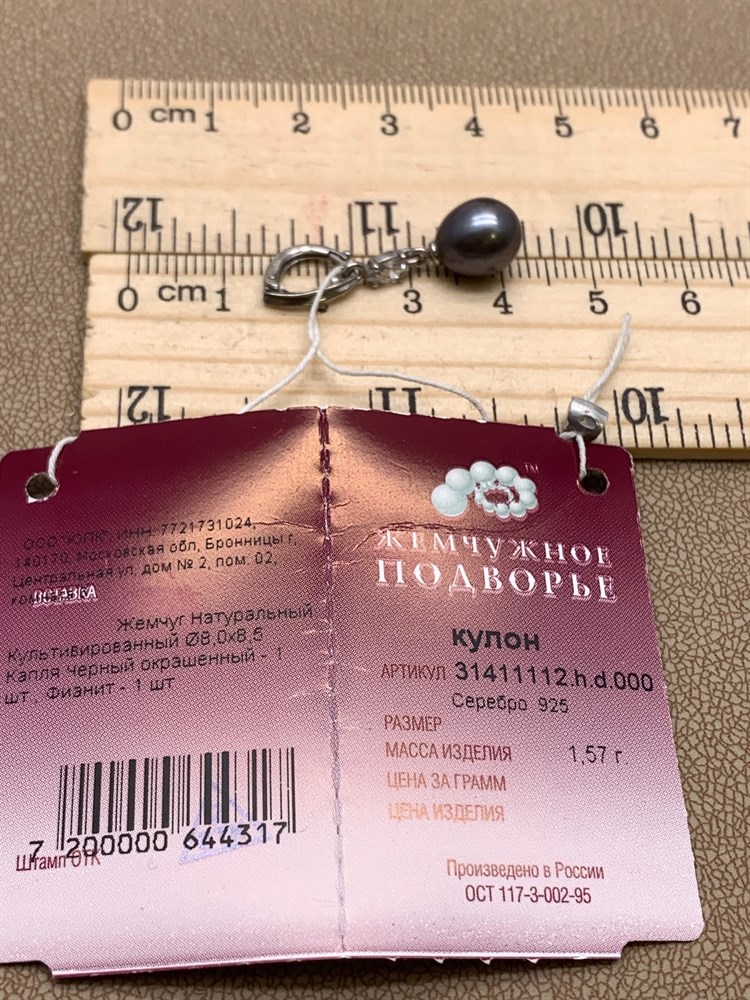 0 cm 1 2 3 4 5 6 7
12 11 10
0 cm 1 3 4 5 6
12 11 10
ООО "ЮПК", ИНН: 7721731024,
140170, Московская обл, Бронницы г,
Центральная ул, дом № 2, пом. 02,
ВСТАВКА
Жемчуг Натуральный
Культивированный Ø8,0x8,5
Капля Черный окрашенный - 1
шт., Фианит - 1 шт
7 200000 644317
Штамп ОТК
TM
ЖЕМЧУЖНОЕ
ПОДВОРЬЕ
кулон
АРТИКУЛ 31411112.h.d.000
Серебро 925
РАЗМЕР
МАССА ИЗДЕЛИЯ 1,57 г.
ЦЕНА ЗА ГРАММ
ЦЕНА ИЗДЕЛИЯ
Произведено в России
ОСТ 117-3-002-95